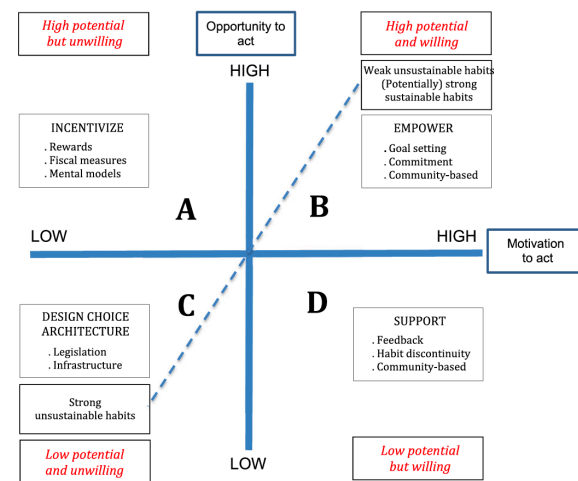 High potential
but unwilling
Opportunity to
act
High potential
and willing
HIGH
Weak unsustainable habits
(Potentially) strong
sustainable habits
INCENTIVIZE
. Rewards
. Fiscal measures
. Mental models
EMPOWER
. Goal setting
. Commitment
. Community-based
A
B
LOW
HIGH
Motivation
to act
C
D
DESIGN CHOICE
ARCHITECTURE
. Legislation
. Infrastructure
SUPPORT
. Feedback
. Habit discontinuity
. Community-based
Strong
unsustainable habits
Low potential
and unwilling
LOW
Low potential
but willing